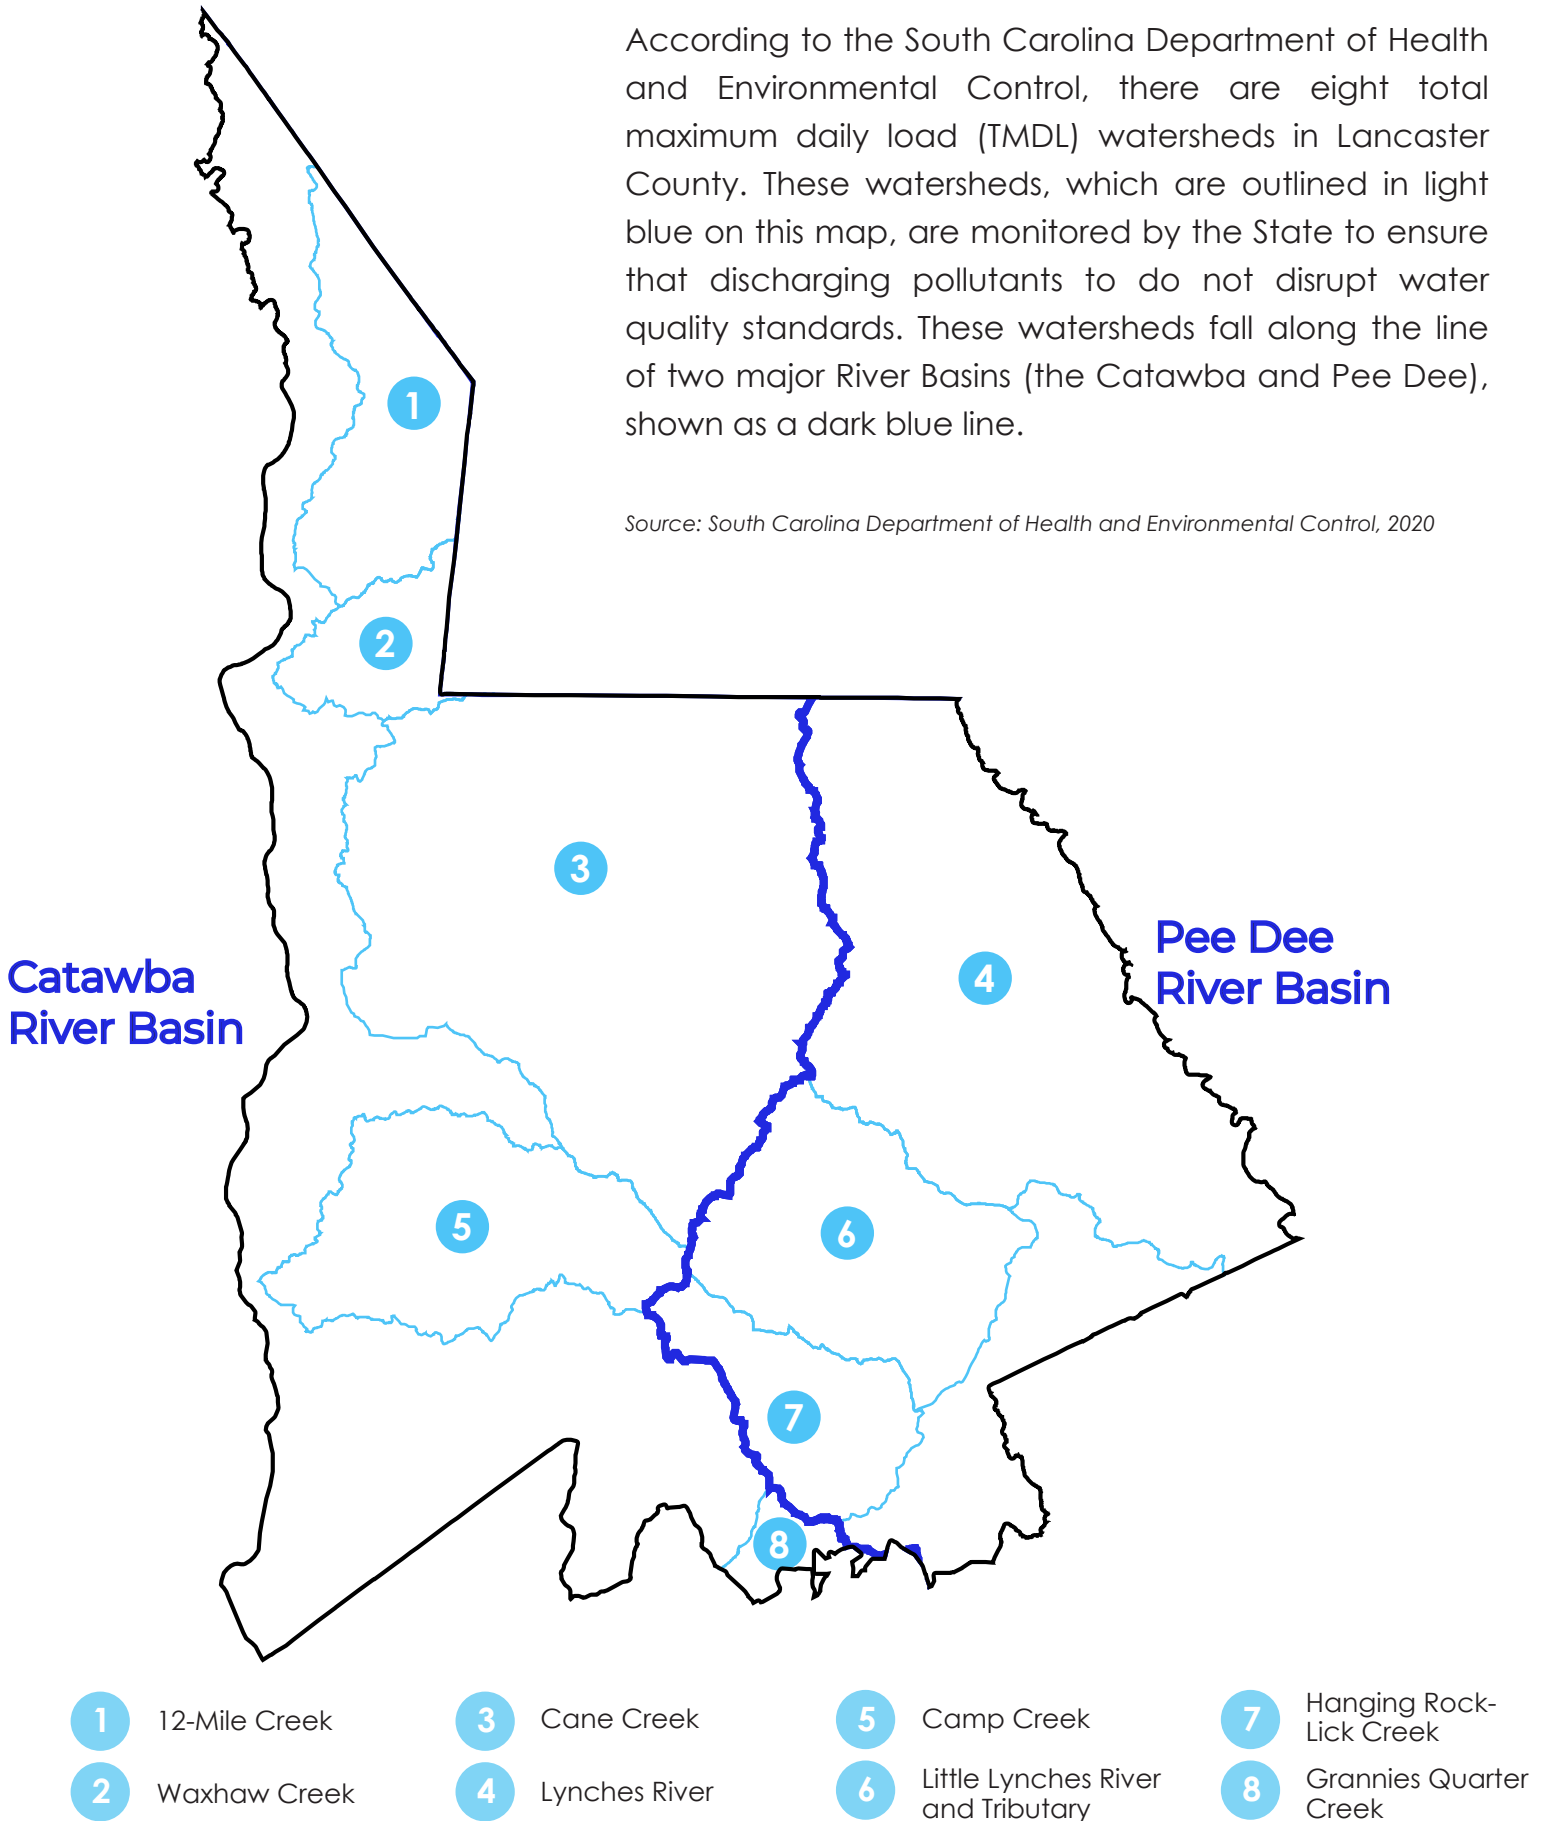 According to the South Carolina Department of Health
and Environmental Control, there are eight total
maximum daily load (TMDL) watersheds in Lancaster
County. These watersheds, which are outlined in light
blue on this map, are monitored by the State to ensure
that discharging pollutants to do not disrupt water
quality standards. These watersheds fall along the line
of two major River Basins (the Catawba and Pee Dee),
shown as a dark blue line.
Source: South Carolina Department of Health and Environmental Control, 2020
1
2
3
4
5
6
7
8
Catawba
River Basin
Pee Dee
River Basin
1 12-Mile Creek
2 Waxhaw Creek
3 Cane Creek
4 Lynches River
5 Camp Creek
6 Little Lynches River
and Tributary
7 Hanging Rock-
Lick Creek
8 Grannies Quarter
Creek